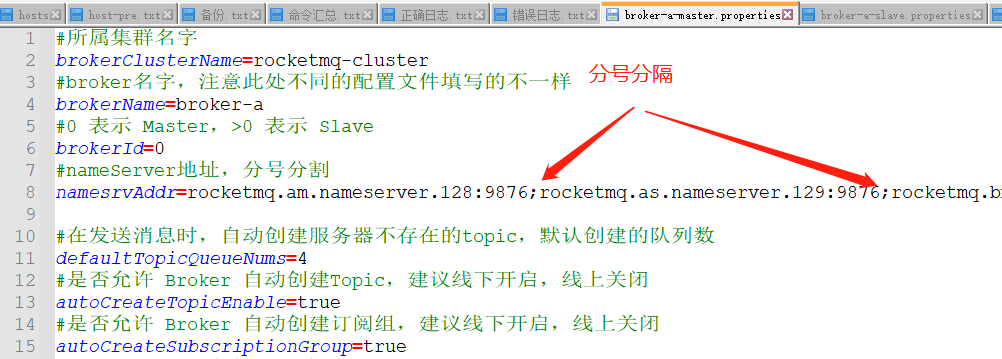 hosts
host-pre.txt
备份.txt
命令汇总.txt
正确日志.txt
错误日志.txt
broker-a-master.properties
broker-a-slave.properties
1 #所属集群名字
2 brokerClusterName=rocketmq-cluster
3 #broker名字，注意此处不同的配置文件填写的不一样
分号分隔
4 brokerName=broker-a
5 #0 表示 Master，>0 表示 Slave
6 brokerId=0
7 #nameServer地址，分号分割
8 namesrvAddr=rocketmq.am.nameserver.128:9876;rocketmq.as.nameserver.129:9876;rocketmq.b
9
10 #在发送消息时，自动创建服务器不存在的topic，默认创建的队列数
11 defaultTopicQueueNums=4
12 #是否允许 Broker 自动创建Topic，建议线下开启，线上关闭
13 autoCreateTopicEnable=true
14 #是否允许 Broker 自动创建订阅组，建议线下开启，线上关闭
15 autoCreateSubscriptionGroup=true